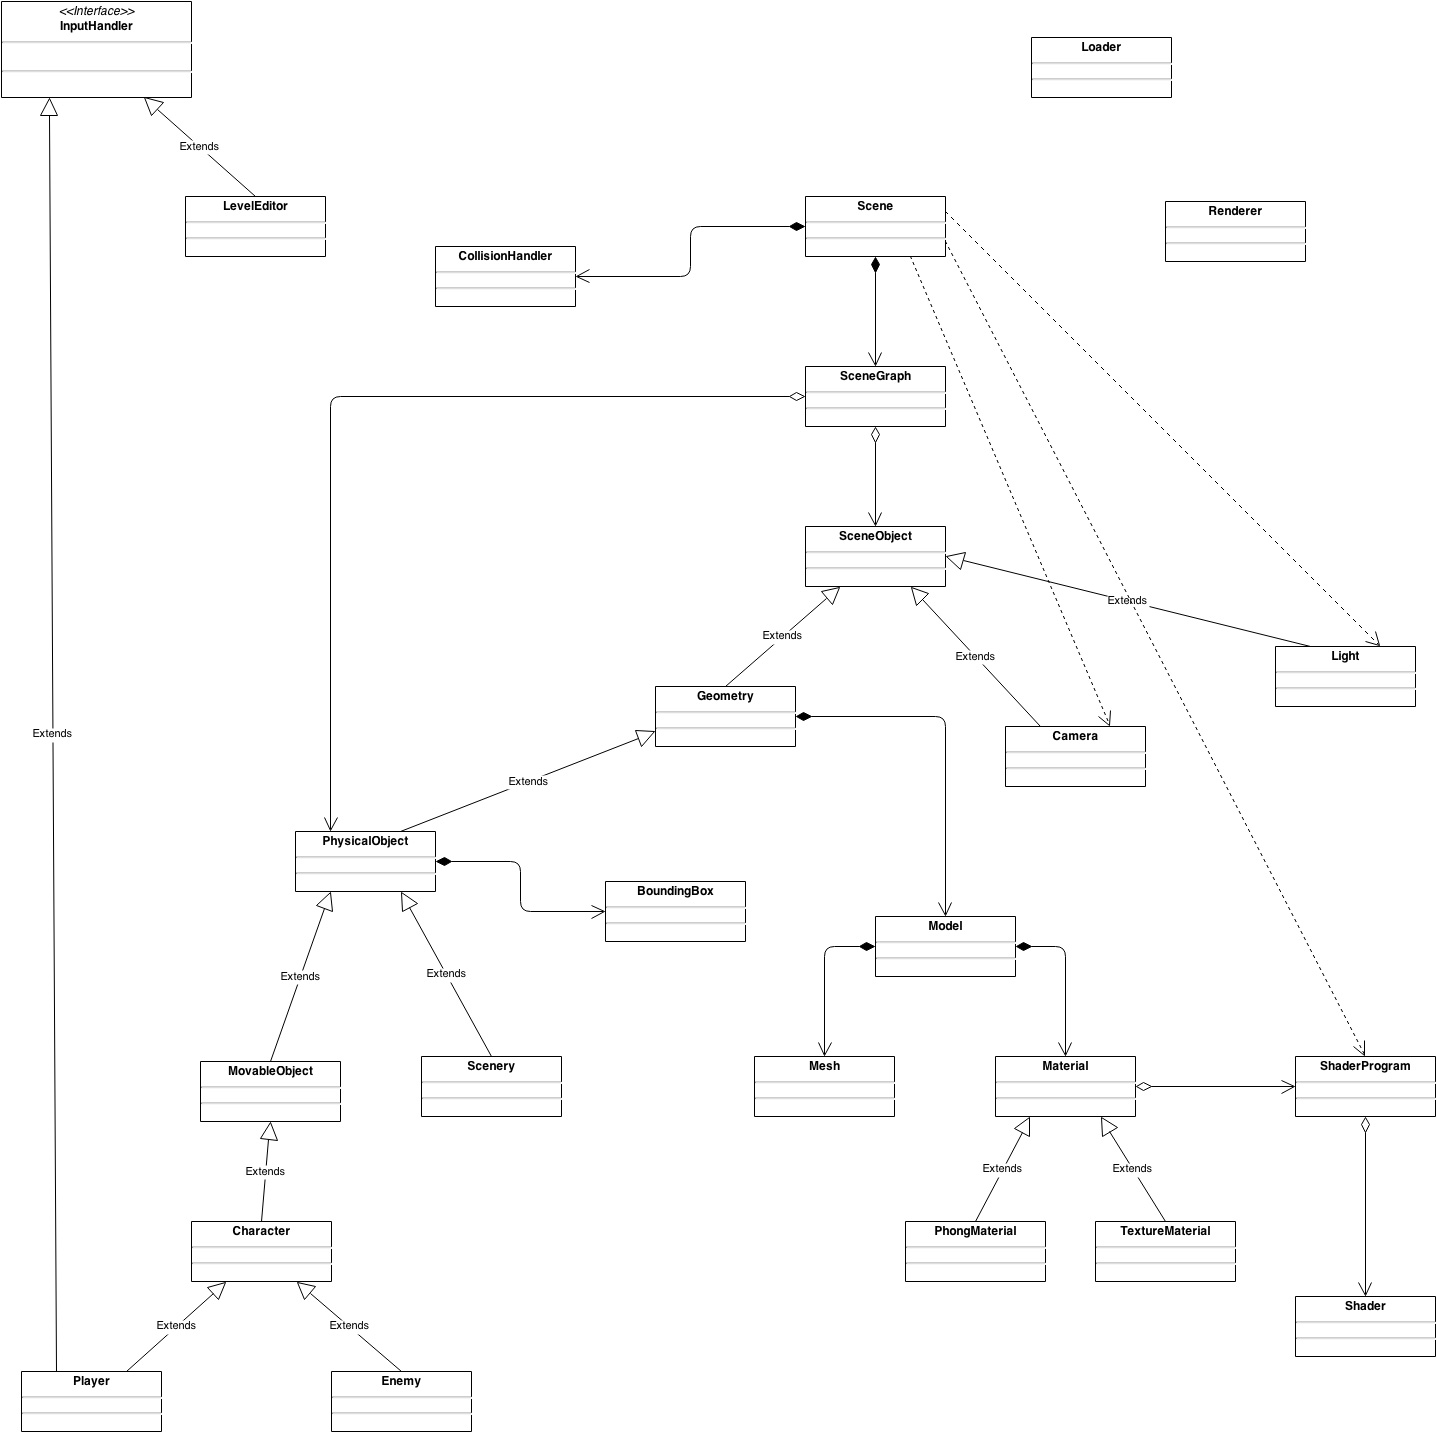 <<Interface>>
InputHandler
Loader
Extends
LevelEditor
Scene
Renderer
CollisionHandler
SceneGraph
SceneObject
Extends
Extends
Extends
Light
Geometry
Camera
Extends
Extends
PhysicalObject
BoundingBox
Model
Extends
Extends
MovableObject
Scenery
Mesh
Material
ShaderProgram
Extends
Extends
Extends
Character
PhongMaterial
TextureMaterial
Shader
Extends
Extends
Player
Enemy